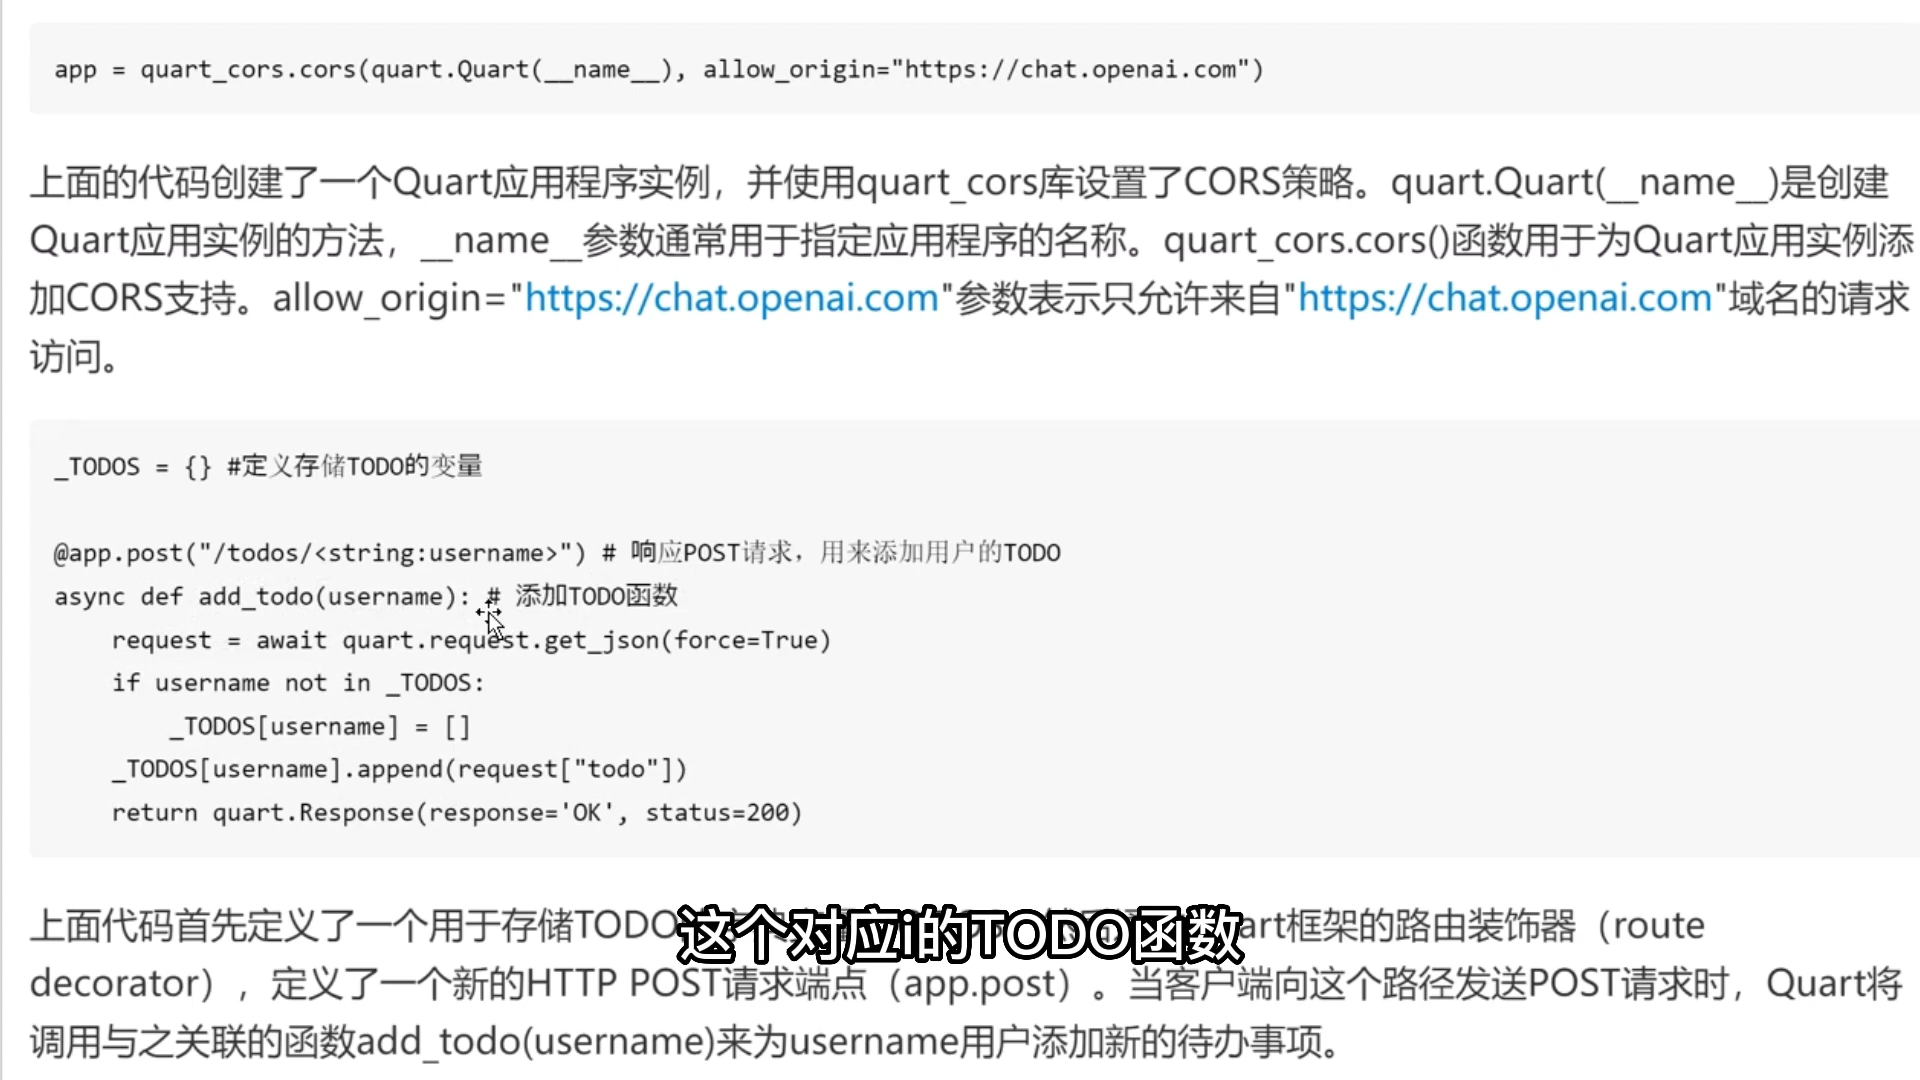 app = quart_cors.cors(quart.Quart(__name__), allow_origin="https://chat.openai.com")
上面的代码创建了一个Quart应用程序实例，并使用quart_cors库设置了CORS策略。quart.Quart(__name__)是创建
Quart应用实例的方法，__name__参数通常用于指定应用程序的名称。quart_cors.cors()函数用于为Quart应用实例添
加CORS支持。allow_origin="https://chat.openai.com"参数表示只允许来自"https://chat.openai.com"域名的请求
访问。
_TODOS = {} #定义存储TODO的变量
@app.post("/todos/<string:username>") # 响应POST请求，用来添加用户的TODO
async def add_todo(username): # 添加TODO函数
    request = await quart.request.get_json(force=True)
    if username not in _TODOS:
        _TODOS[username] = []
    _TODOS[username].append(request["todo"])
    return quart.Response(response='OK', status=200)
上面代码首先定义了一个用于存储TODO art框架的路由装饰器（route
这个对应i的TODO函数
decorator），定义了一个新的HTTP POST请求端点（app.post）。当客户端向这个路径发送POST请求时，Quart将
调用与之关联的函数add_todo(username)来为username用户添加新的待办事项。